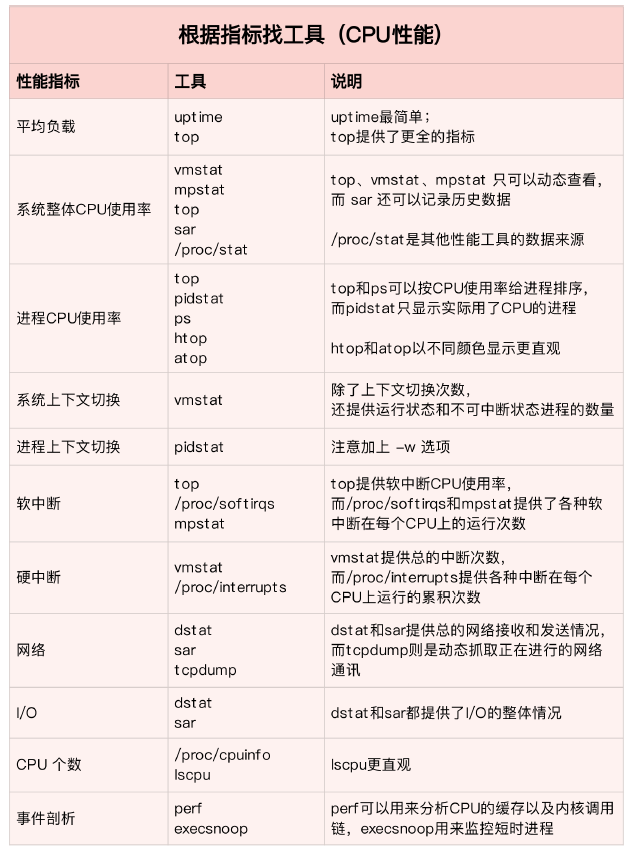 根据指标找工具（CPU性能）
性能指标
工具
说明
平均负载
uptime
top
uptime最简单；
top提供了更全的指标
系统整体CPU使用率
vmstat
mpstat
top
sar
/proc/stat
top、vmstat、mpstat 只可以动态查看，
而 sar 还可以记录历史数据
/proc/stat是其他性能工具的数据来源
进程CPU使用率
top
pidstat
ps
htop
atop
top和ps可以按CPU使用率给进程排序，
而pidstat只显示实际用了CPU的进程
htop和atop以不同颜色显示更直观
系统上下文切换
vmstat
除了上下文切换次数，
还提供运行状态和不可中断状态进程的数量
进程上下文切换
pidstat
注意加上 -w 选项
软中断
top
/proc/softirqs
mpstat
top提供软中断CPU使用率，
而/proc/softirqs和mpstat提供了各种软
中断在每个CPU上的运行次数
硬中断
vmstat
/proc/interrupts
vmstat提供总的中断次数，
而/proc/interrupts提供各种中断在每个
CPU上运行的累积次数
网络
dstat
sar
tcpdump
dstat和sar提供总的网络接收和发送情况，
而tcpdump则是动态抓取正在进行的网络
通讯
I/O
dstat
sar
dstat和sar都提供了I/O的整体情况
CPU 个数
/proc/cpuinfo
lscpu
lscpu更直观
事件剖析
perf
execsnoop
perf可以用来分析CPU的缓存以及内核调用
链，execsnoop用来监控短时进程